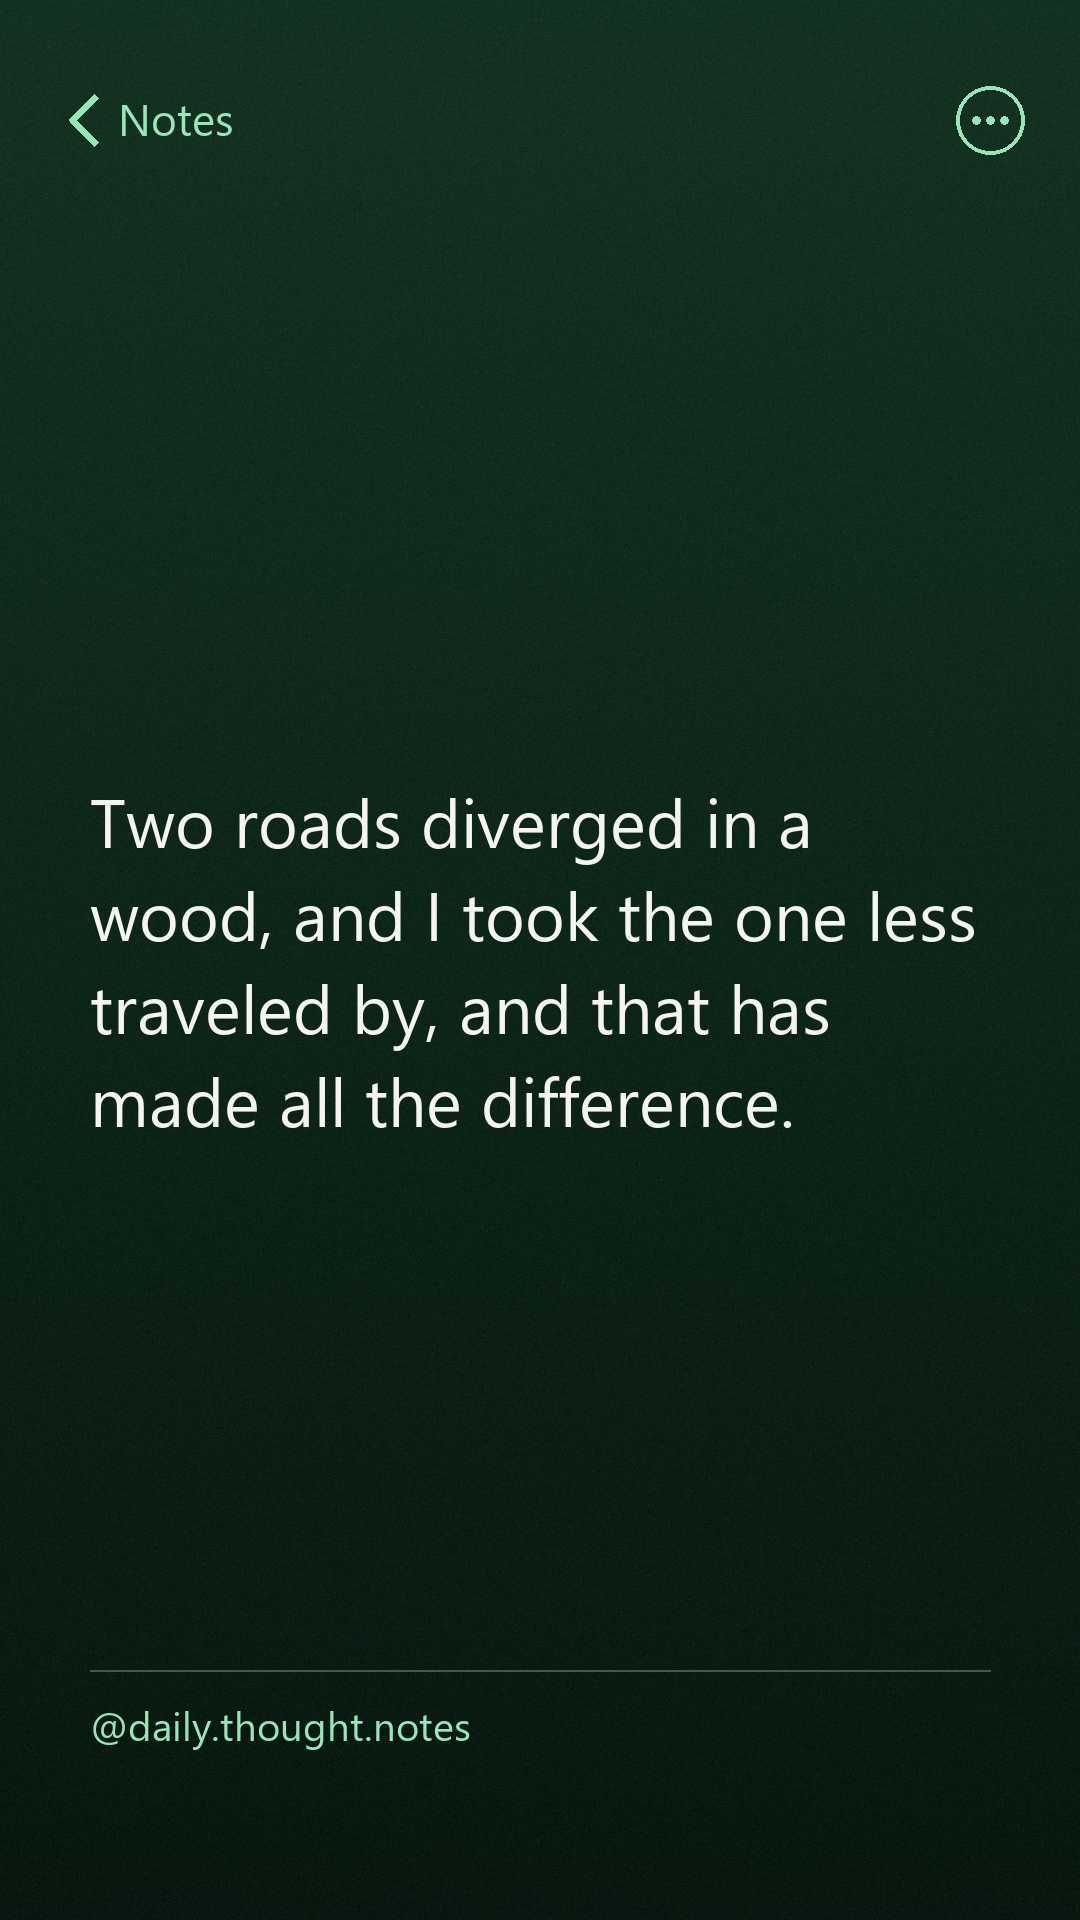 Notes
Two roads diverged in a
wood, and I took the one less
traveled by, and that has
made all the difference.
@daily.thought.notes